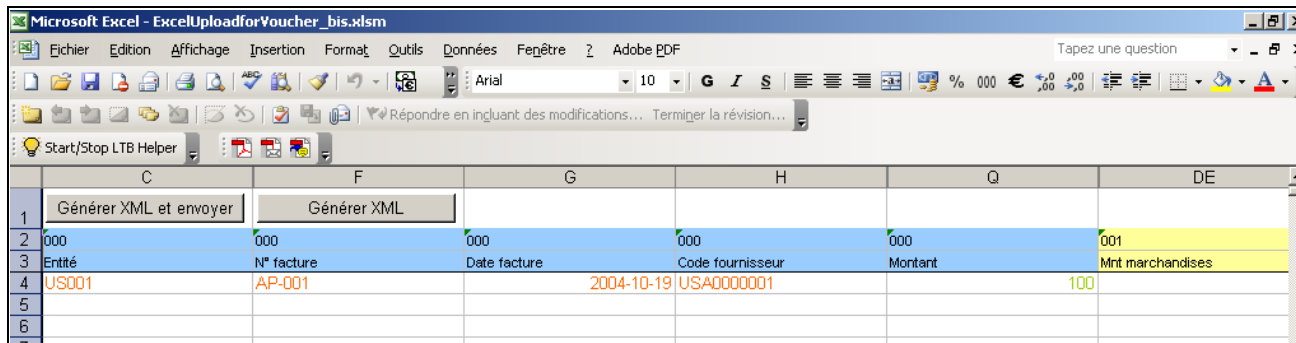 Microsoft Excel - ExcelUploadforVoucher_bis.xlsm
Fichier Edition Affichage Insertion Format Outils Données Fenêtre ? Adobe PDF Tapez une question
Arial 10 G I S % 000 €
Répondre en incluant des modifications... Terminer la révision...
Start/Stop LTB Helper
C F G H Q DE
1 Générer XML et envoyer Générer XML
2 000 000 000 000 000 001
3 Entité N° facture Date facture Code fournisseur Montant Mnt marchandises
4 US001 AP-001 2004-10-19 USA0000001 100
5
6